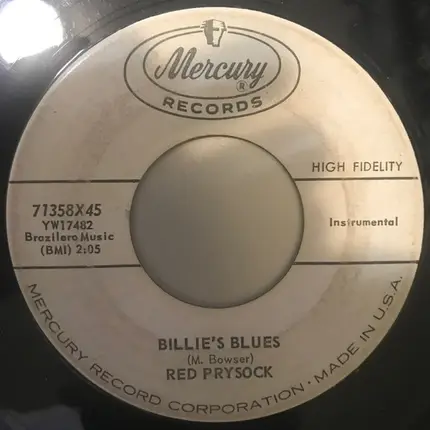 Mercury
®
RECORDS
HIGH FIDELITY
71358X45
YW17482
Brazilero Music
(BMI) 2:05
Instrumental
BILLIE'S BLUES
(M. Bowser)
RED PRYSOCK
MERCURY RECORD CORPORATION • MADE IN U.S.A.